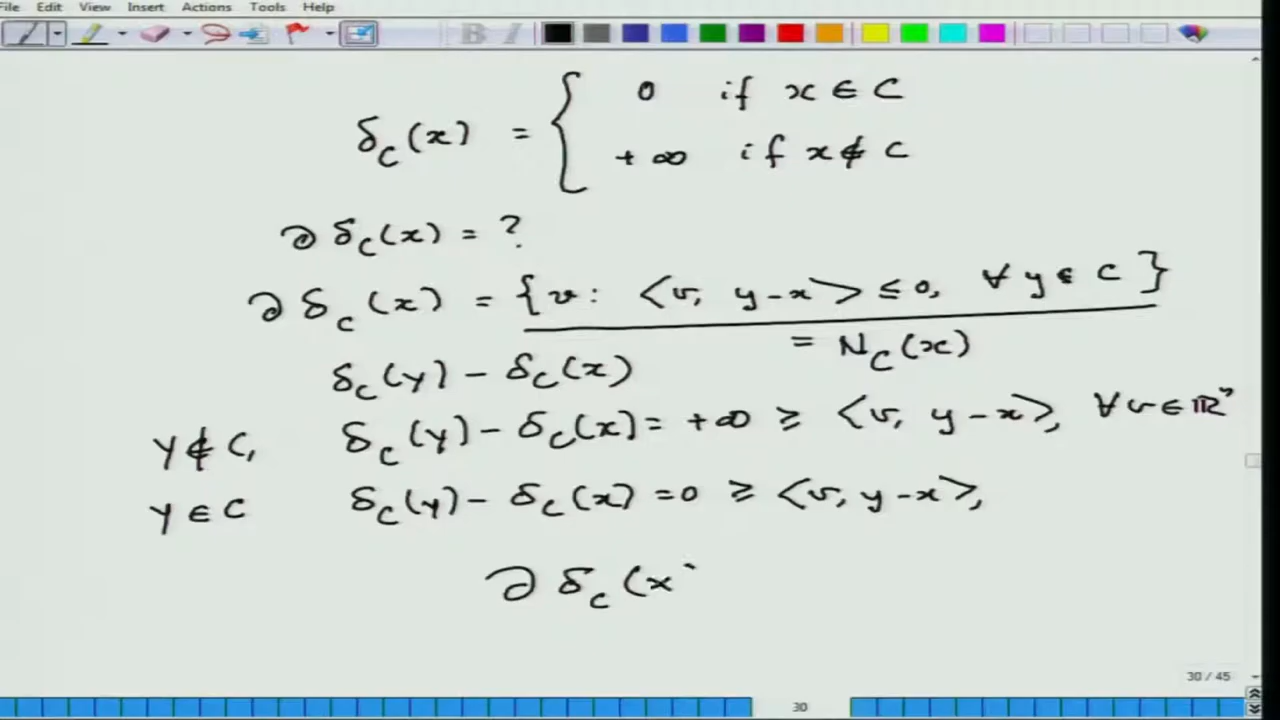 File Edit View Insert Actions Tools Help
δ_C(x) = { 0 if x ∈ C
+∞ if x ∉ C
∂δ_C(x) = ?
∂δ_C(x) = {v : <v, y-x> ≤ 0, ∀ y ∈ C}
= N_C(x)
δ_C(y) - δ_C(x)
y ∉ C, δ_C(y) - δ_C(x) = +∞ ≥ <v, y-x>, ∀ v ∈ ℝⁿ
y ∈ C δ_C(y) - δ_C(x) = 0 ≥ <v, y-x>,
∂δ_C(x
30 / 45
30